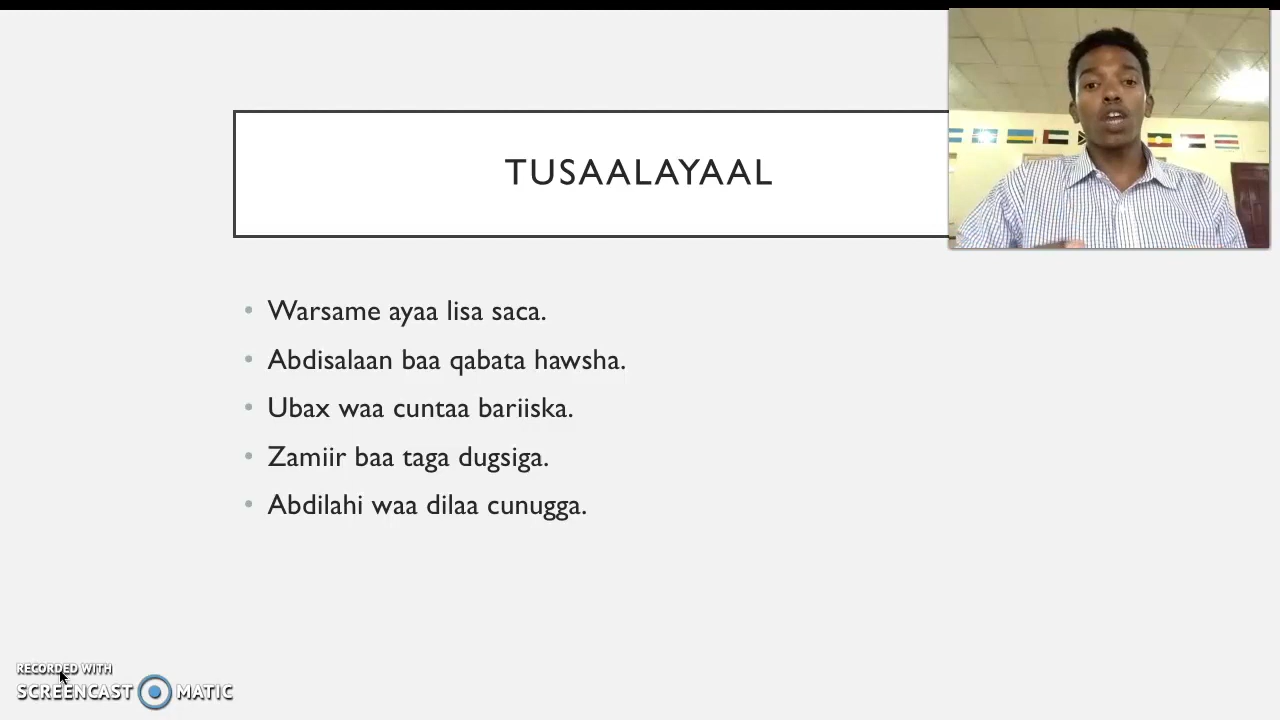 TUSAALAYAAL
Warsame ayaa lisa saca.
Abdisalaan baa qabata hawsha.
Ubax waa cuntaa bariiska.
Zamiir baa taga dugsiga.
Abdilahi waa dilaa cunugga.
RECORDED WITH
SCREENCAST MATIC